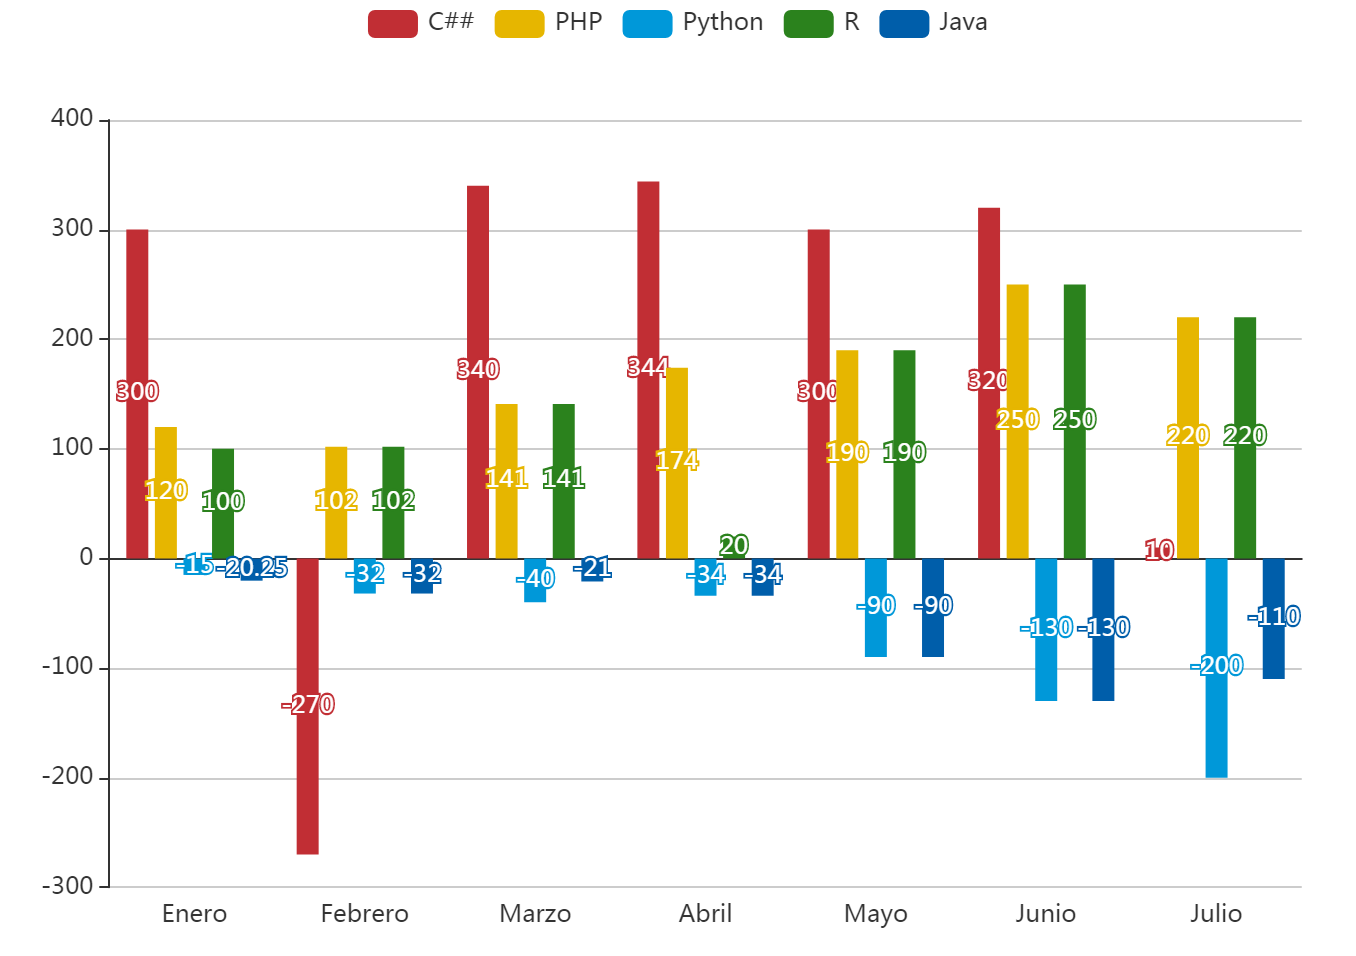 C## PHP Python R Java
400
300
200
100
0
-100
-200
-300
300 120 -15 100 -20.25
-270 102 -32 102 -32
340 141 -40 141 -21
344 174 -34 20 -34
300 190 -90 190 -90
320 250 -130 250 -130
10 220 -200 220 -110
Enero Febrero Marzo Abril Mayo Junio Julio